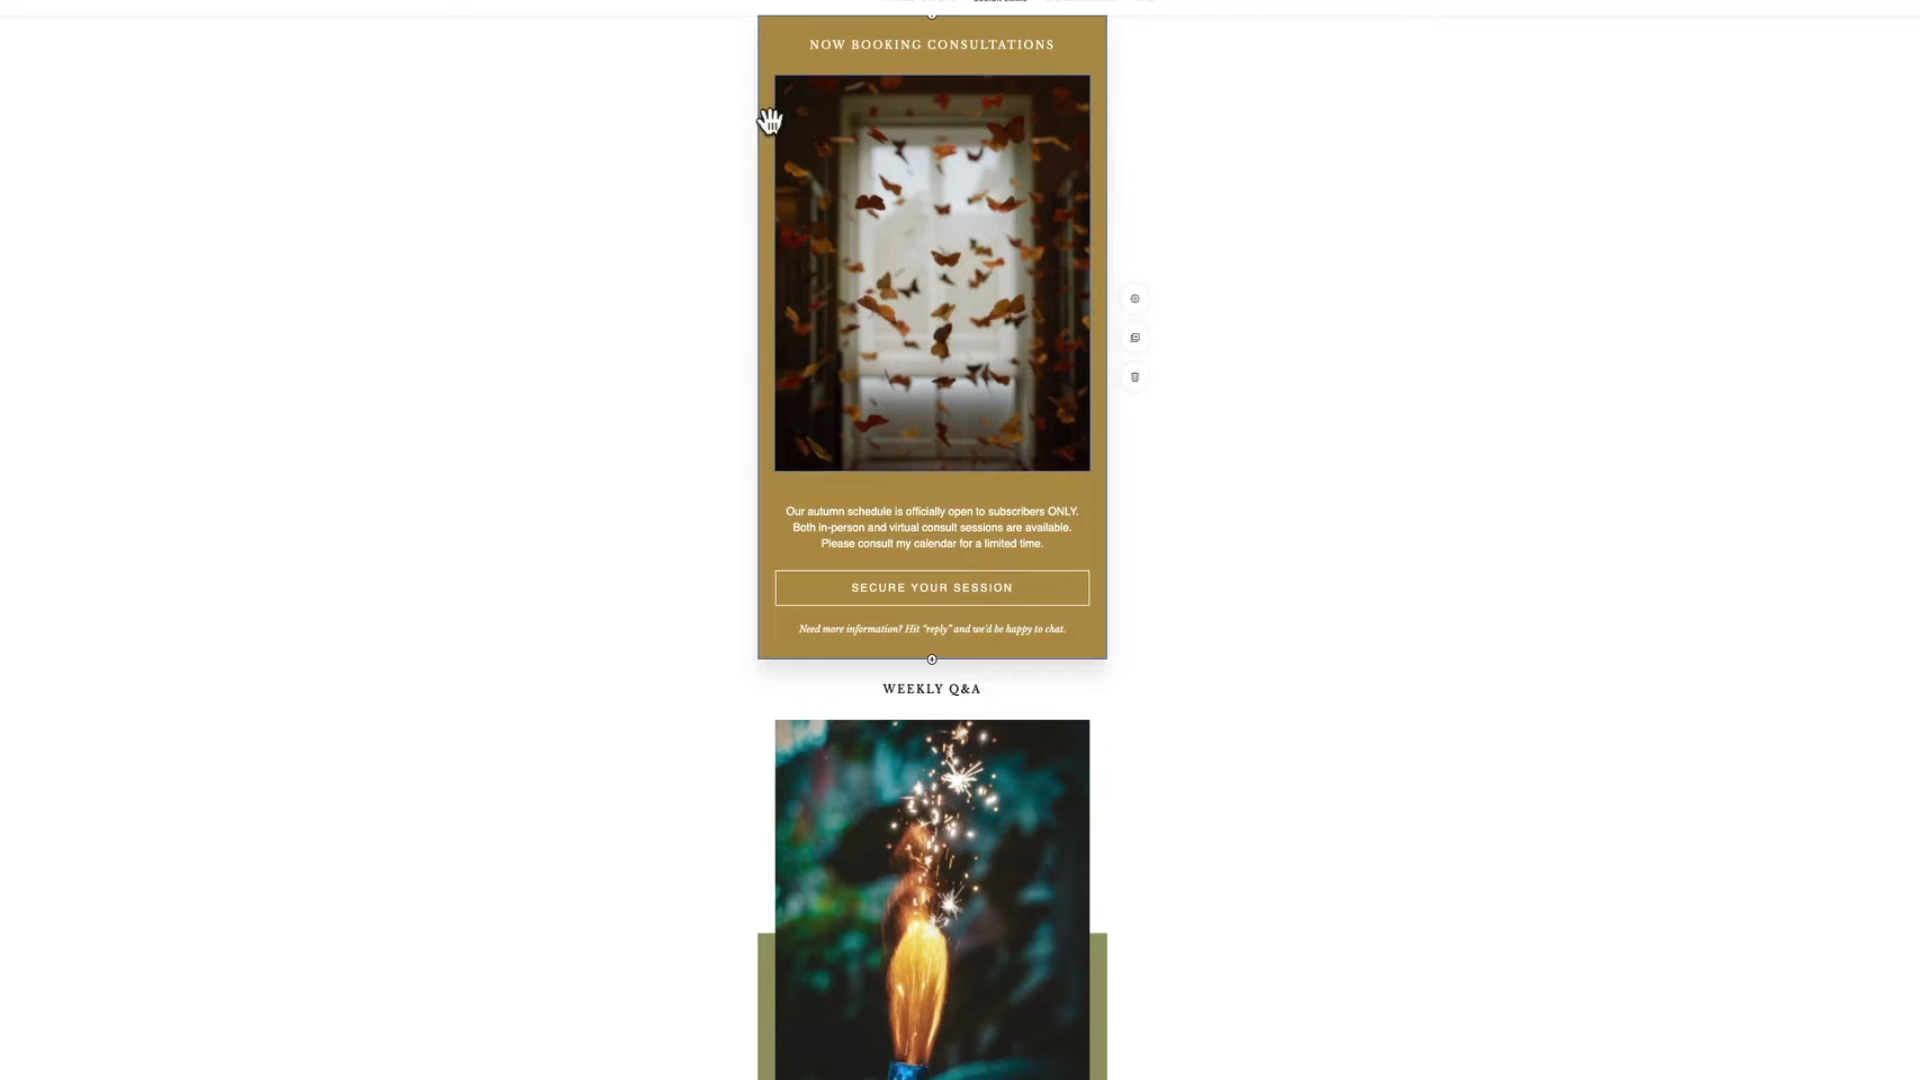 NOW BOOKING CONSULTATIONS
Our autumn schedule is officially open to subscribers ONLY.
Both in-person and virtual consult sessions are available.
Please consult my calendar for a limited time.
SECURE YOUR SESSION
Need more information? Hit "reply" and we'd be happy to chat.
WEEKLY Q&A